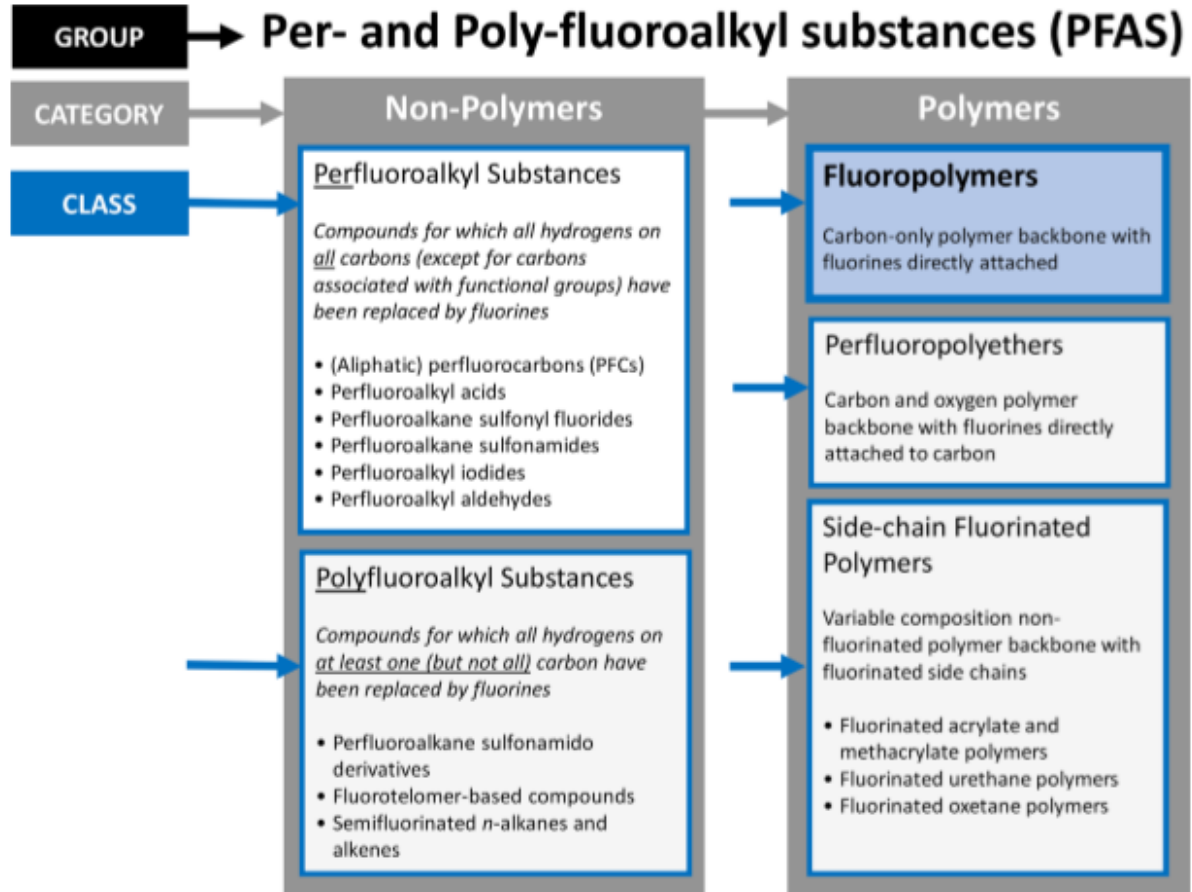 GROUP
Per- and Poly-fluoroalkyl substances (PFAS)
CATEGORY
Non-Polymers
Polymers
CLASS
Perfluoroalkyl Substances
Compounds for which all hydrogens on
all carbons (except for carbons
associated with functional groups) have
been replaced by fluorines
• (Aliphatic) perfluorocarbons (PFCs)
• Perfluoroalkyl acids
• Perfluoroalkane sulfonyl fluorides
• Perfluoroalkane sulfonamides
• Perfluoroalkyl iodides
• Perfluoroalkyl aldehydes
Polyfluoroalkyl Substances
Compounds for which all hydrogens on
at least one (but not all) carbon have
been replaced by fluorines
• Perfluoroalkane sulfonamido
derivatives
• Fluorotelomer-based compounds
• Semifluorinated n-alkanes and
alkenes
Fluoropolymers
Carbon-only polymer backbone with
fluorines directly attached
Perfluoropolyethers
Carbon and oxygen polymer
backbone with fluorines directly
attached to carbon
Side-chain Fluorinated
Polymers
Variable composition non-
fluorinated polymer backbone with
fluorinated side chains
• Fluorinated acrylate and
methacrylate polymers
• Fluorinated urethane polymers
• Fluorinated oxetane polymers